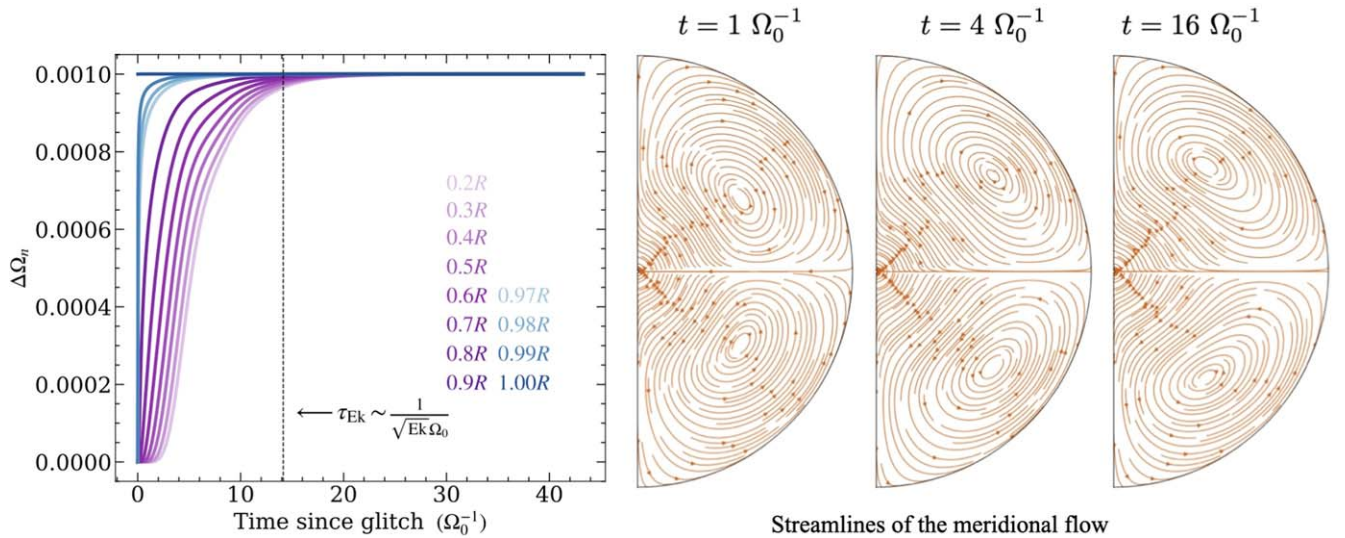 t = 1 Ω₀⁻¹
t = 4 Ω₀⁻¹
t = 16 Ω₀⁻¹
ΔΩₙ
0.0010
0.0008
0.0006
0.0004
0.0002
0.0000
0.2R
0.3R
0.4R
0.5R
0.6R 0.97R
0.7R 0.98R
0.8R 0.99R
0.9R 1.00R
⟵ τ_Ek ∼ 1/(√Ek Ω₀)
0 10 20 30 40
Time since glitch (Ω₀⁻¹)
Streamlines of the meridional flow